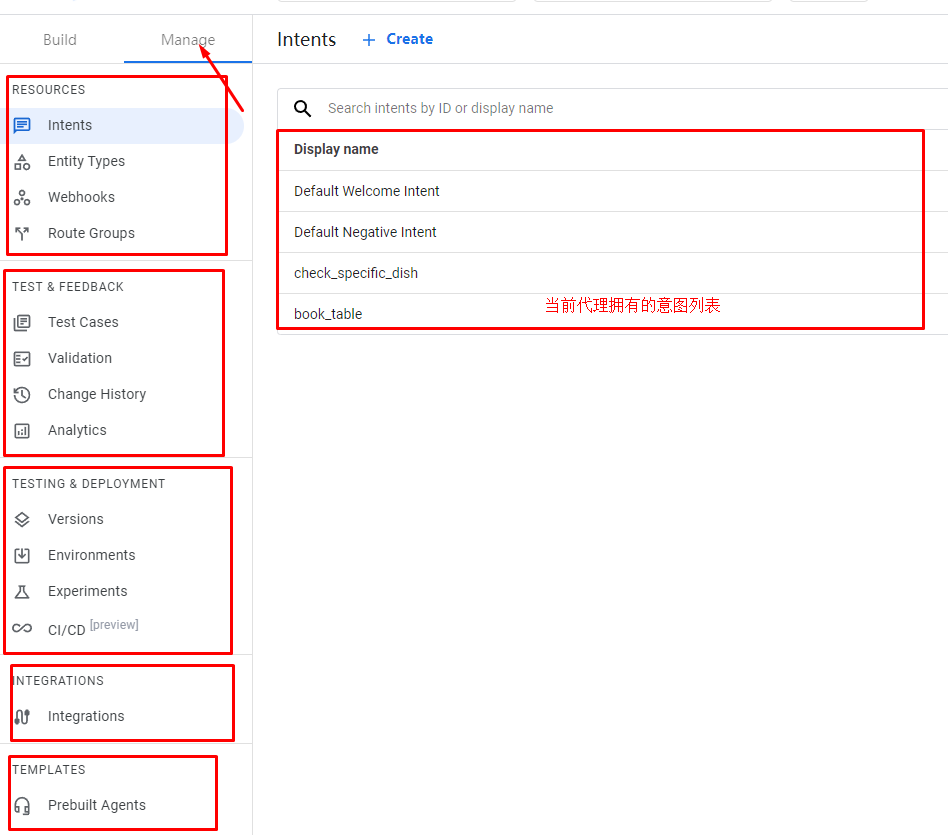 Build
Manage
Intents
+ Create
RESOURCES
Intents
Entity Types
Webhooks
Route Groups
TEST & FEEDBACK
Test Cases
Validation
Change History
Analytics
TESTING & DEPLOYMENT
Versions
Environments
Experiments
CI/CD [preview]
INTEGRATIONS
Integrations
TEMPLATES
Prebuilt Agents
Search intents by ID or display name
Display name
Default Welcome Intent
Default Negative Intent
check_specific_dish
book_table
当前代理拥有的意图列表